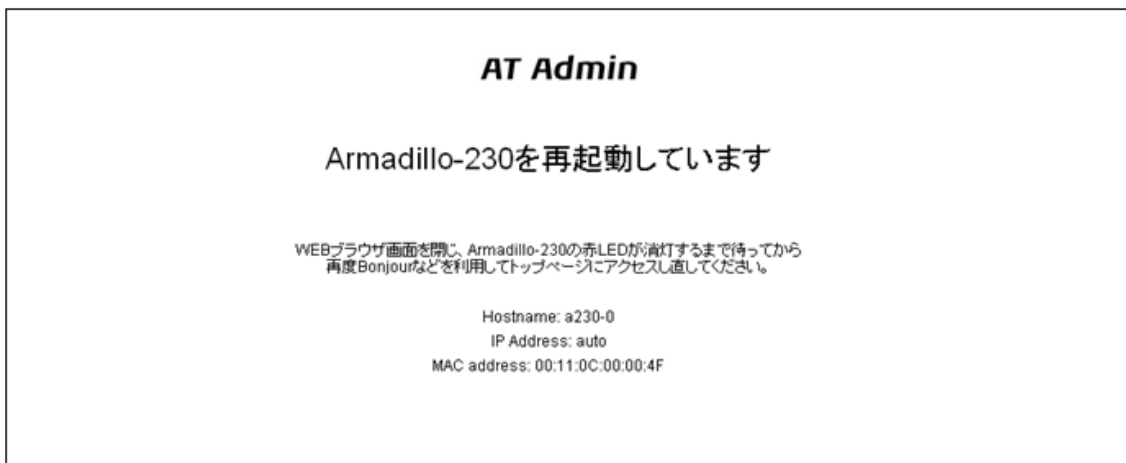 AT Admin
Armadillo-230を再起動しています
WEBブラウザ画面を閉じ、Armadillo-230の赤LEDが消灯するまで待ってから
再度Bonjourなどを利用してトップページにアクセスし直してください。
Hostname: a230-0
IP Address: auto
MAC address: 00:11:0C:00:00:4F